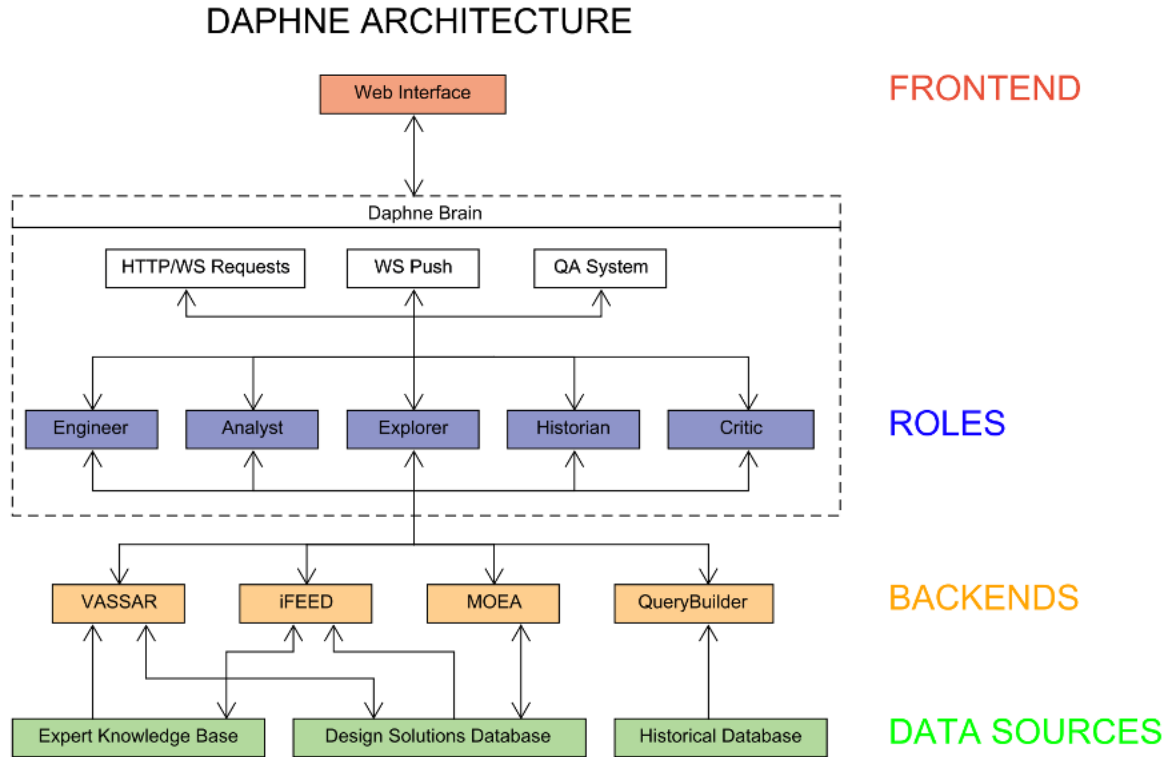 DAPHNE ARCHITECTURE
Web Interface
FRONTEND
Daphne Brain
HTTP/WS Requests
WS Push
QA System
Engineer
Analyst
Explorer
Historian
Critic
ROLES
VASSAR
iFEED
MOEA
QueryBuilder
BACKENDS
Expert Knowledge Base
Design Solutions Database
Historical Database
DATA SOURCES